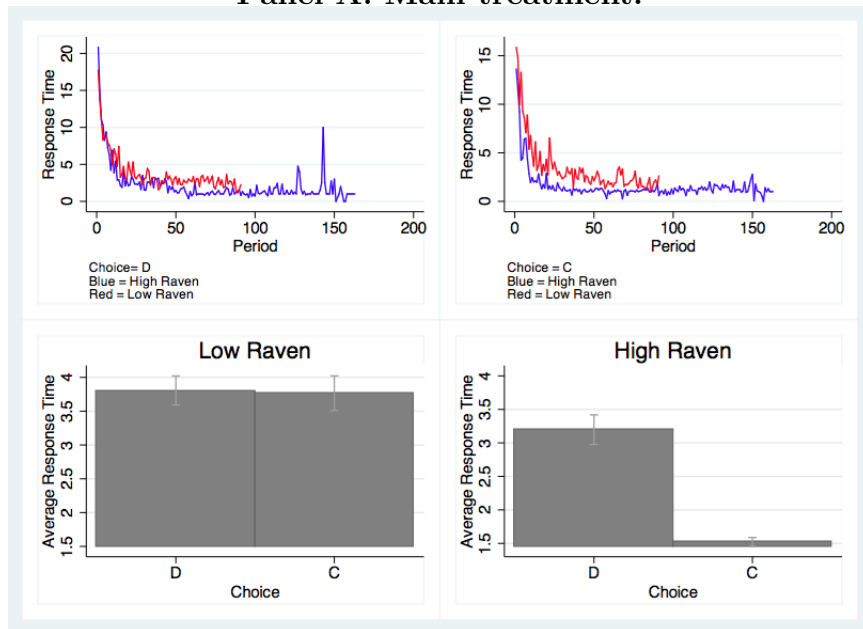 Panel A: Main treatment.
Response Time
20
15
10
5
0
0 50 100 150 200
Period
Choice= D
Blue = High Raven
Red = Low Raven
Response Time
15
10
5
0
0 50 100 150 200
Period
Choice = C
Blue = High Raven
Red = Low Raven
Low Raven
Average Response Time
4
3.5
3
2.5
2
1.5
D C
Choice
High Raven
Average Response Time
4
3.5
3
2.5
2
1.5
D C
Choice